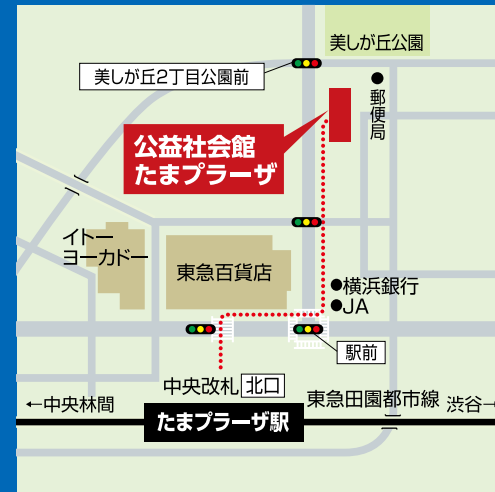 美しが丘公園
美しが丘2丁目公園前
郵便局
公益社会館
たまプラーザ
イトー
ヨーカドー
東急百貨店
●横浜銀行
●JA
駅前
中央改札 北口
東急田園都市線
←中央林間
渋谷→
たまプラーザ駅